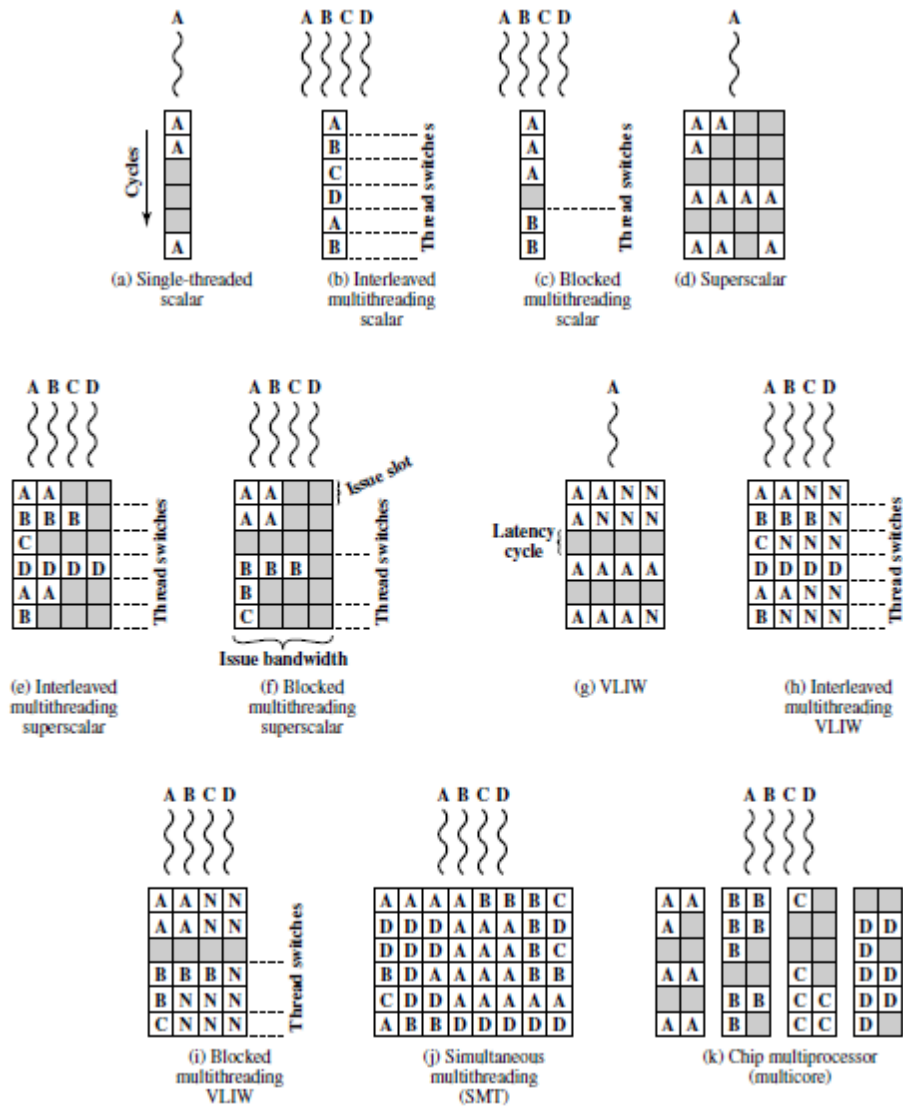 A
A B C D
A B C D
A
Cycles
A
A
A
Thread switches
A
B
C
D
A
B
Thread switches
A
A
A
B
B
A A
A
A A A A
A A A
(a) Single-threaded
scalar
(b) Interleaved
multithreading
scalar
(c) Blocked
multithreading
scalar
(d) Superscalar
A B C D
A B C D
A
A B C D
A A
B B B
C
D D D D
A A
B
Thread switches
Issue slot
A A
A A
B B B
B
C
Thread switches
Issue bandwidth
Latency
cycle
A A N N
A N N N
A A A A
A A A N
A A N N
B B B N
C N N N
D D D D
A A N N
B N N N
Thread switches
(e) Interleaved
multithreading
superscalar
(f) Blocked
multithreading
superscalar
(g) VLIW
(h) Interleaved
multithreading
VLIW
A B C D
A B C D
A B C D
A A N N
A A N N
B B B N
B N N N
C N N N
Thread switches
A A A A B B B C
D D D A A A B D
D D D A A A B C
B D A A A A B B
C D D A A A A A
A B B D D D D D
A A
A
A A
A A
B B
B B
B
B B
B
C
C
C C
C C
D D
D
D D
D D
D
(i) Blocked
multithreading
VLIW
(j) Simultaneous
multithreading
(SMT)
(k) Chip multiprocessor
(multicore)